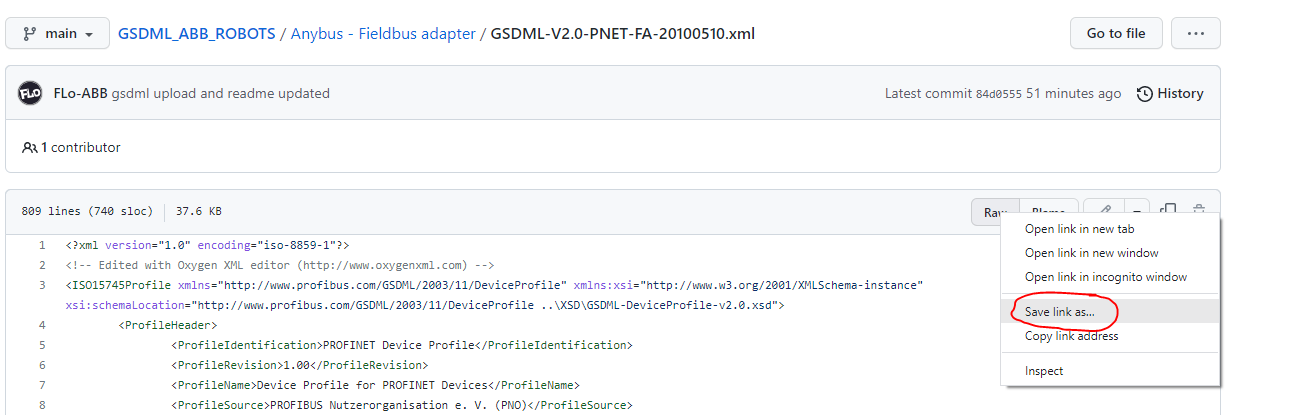 main
GSDML_ABB_ROBOTS / Anybus - Fieldbus adapter / GSDML-V2.0-PNET-FA-20100510.xml
Go to file
...
FLo FLo-ABB gsdml upload and readme updated
Latest commit 84d0555 51 minutes ago
History
1 contributor
809 lines (740 sloc) 37.6 KB
Raw Blame
Open link in new tab
Open link in new window
Open link in incognito window
Save link as...
Copy link address
Inspect
1 <?xml version="1.0" encoding="iso-8859-1"?>
2 <!-- Edited with Oxygen XML editor (http://www.oxygenxml.com) -->
3 <ISO15745Profile xmlns="http://www.profibus.com/GSDML/2003/11/DeviceProfile" xmlns:xsi="http://www.w3.org/2001/XMLSchema-instance"
xsi:schemaLocation="http://www.profibus.com/GSDML/2003/11/DeviceProfile ..\XSD\GSDML-DeviceProfile-v2.0.xsd">
4 <ProfileHeader>
5 <ProfileIdentification>PROFINET Device Profile</ProfileIdentification>
6 <ProfileRevision>1.00</ProfileRevision>
7 <ProfileName>Device Profile for PROFINET Devices</ProfileName>
8 <ProfileSource>PROFIBUS Nutzerorganisation e. V. (PNO)</ProfileSource>